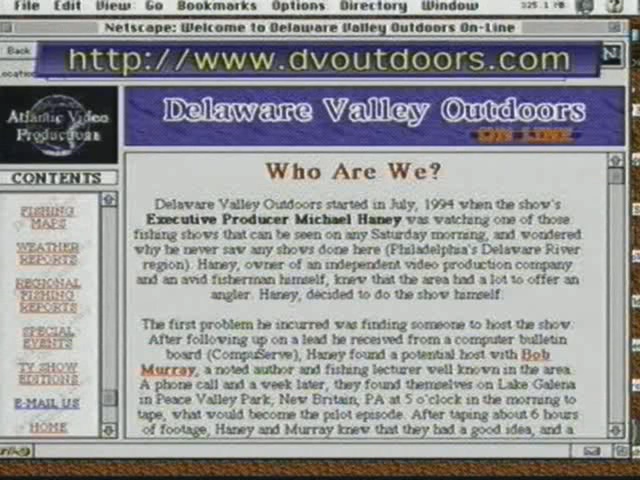 File Edit View Go Bookmarks Options Directory Window
Netscape: Welcome to Delaware Valley Outdoors On-Line
Back
http://www.dvoutdoors.com
N
Atlantic Video
Productions
Delaware Valley Outdoors
ON LINE
CONTENTS
FISHING
MAPS
WEATHER
REPORTS
REGIONAL
FISHING
REPORTS
SPECIAL
EVENTS
TV SHOW
EDITIONS
E-MAIL US
HOME
Who Are We?
Delaware Valley Outdoors started in July, 1994 when the show's
Executive Producer Michael Haney was watching one of those
fishing shows that can be seen on any Saturday morning, and wondered
why he never saw any shows done here (Philadelphia's Delaware River
region). Haney, owner of an independent video production company
and an avid fisherman himself, knew that the area had a lot to offer an
angler. Haney, decided to do the show himself.
The first problem he incurred was finding someone to host the show.
After following up on a lead he received from a computer bulletin
board (CompuServe), Haney found a potential host with Bob
Murray, a noted author and fishing lecturer well known in the area.
A phone call and a week later, they found themselves on Lake Galena
in Peace Valley Park, New Britain, PA at 5 o'clock in the morning to
tape, what would become the pilot episode. After taping about 6 hours
of footage, Haney and Murray knew that they had a good idea, and a